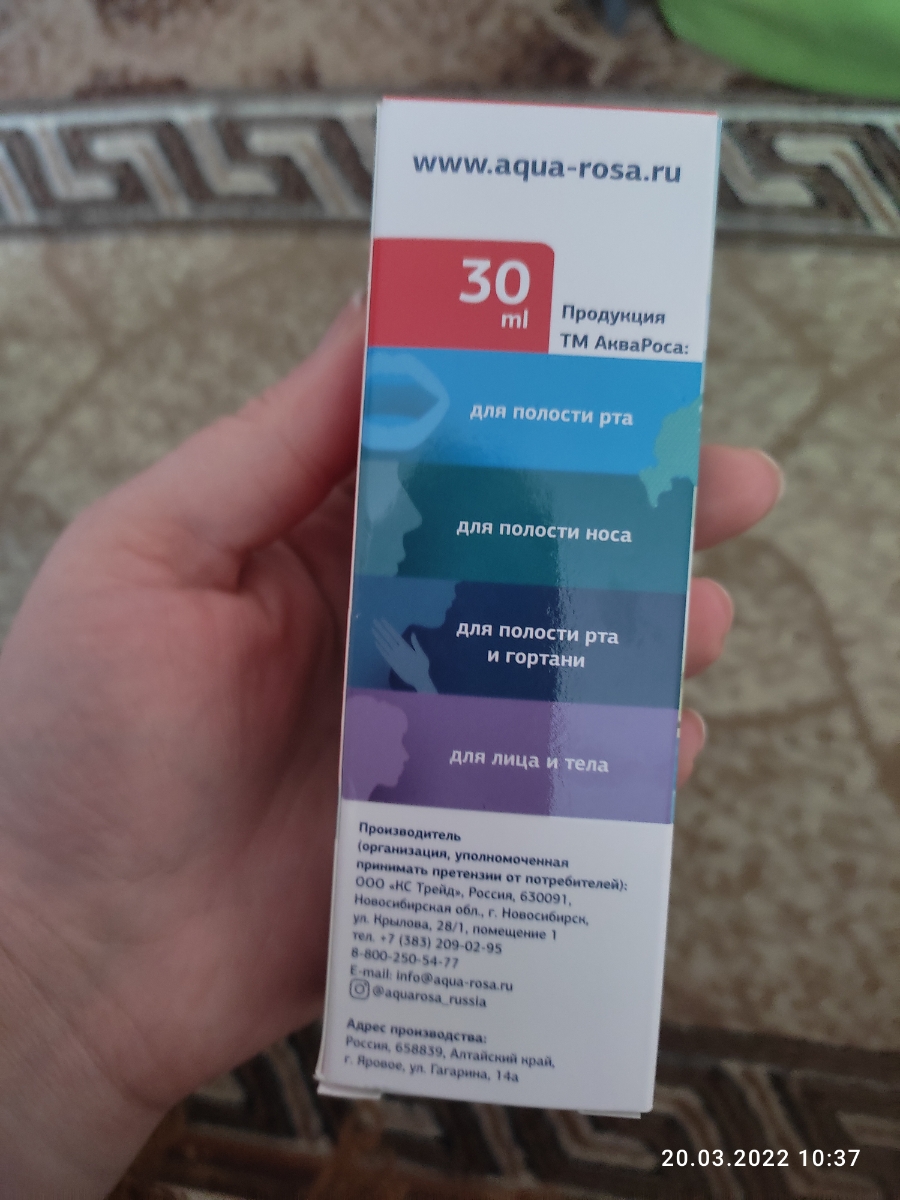 www.aqua-rosa.ru
30
ml
Продукция
ТМ АкваРоса:
для полости рта
для полости носа
для полости рта
и гортани
для лица и тела
Производитель
(организация, уполномоченная
принимать претензии от потребителей):
ООО «КС Трейд», Россия, 630091,
Новосибирская обл., г. Новосибирск,
ул. Крылова, 28/1, помещение 1
тел. +7 (383) 209-02-95
8-800-250-54-77
E-mail: info@aqua-rosa.ru
@aquarosa_russia
Адрес производства:
Россия, 658839, Алтайский край,
г. Яровое, ул. Гагарина, 14а
20.03.2022 10:37